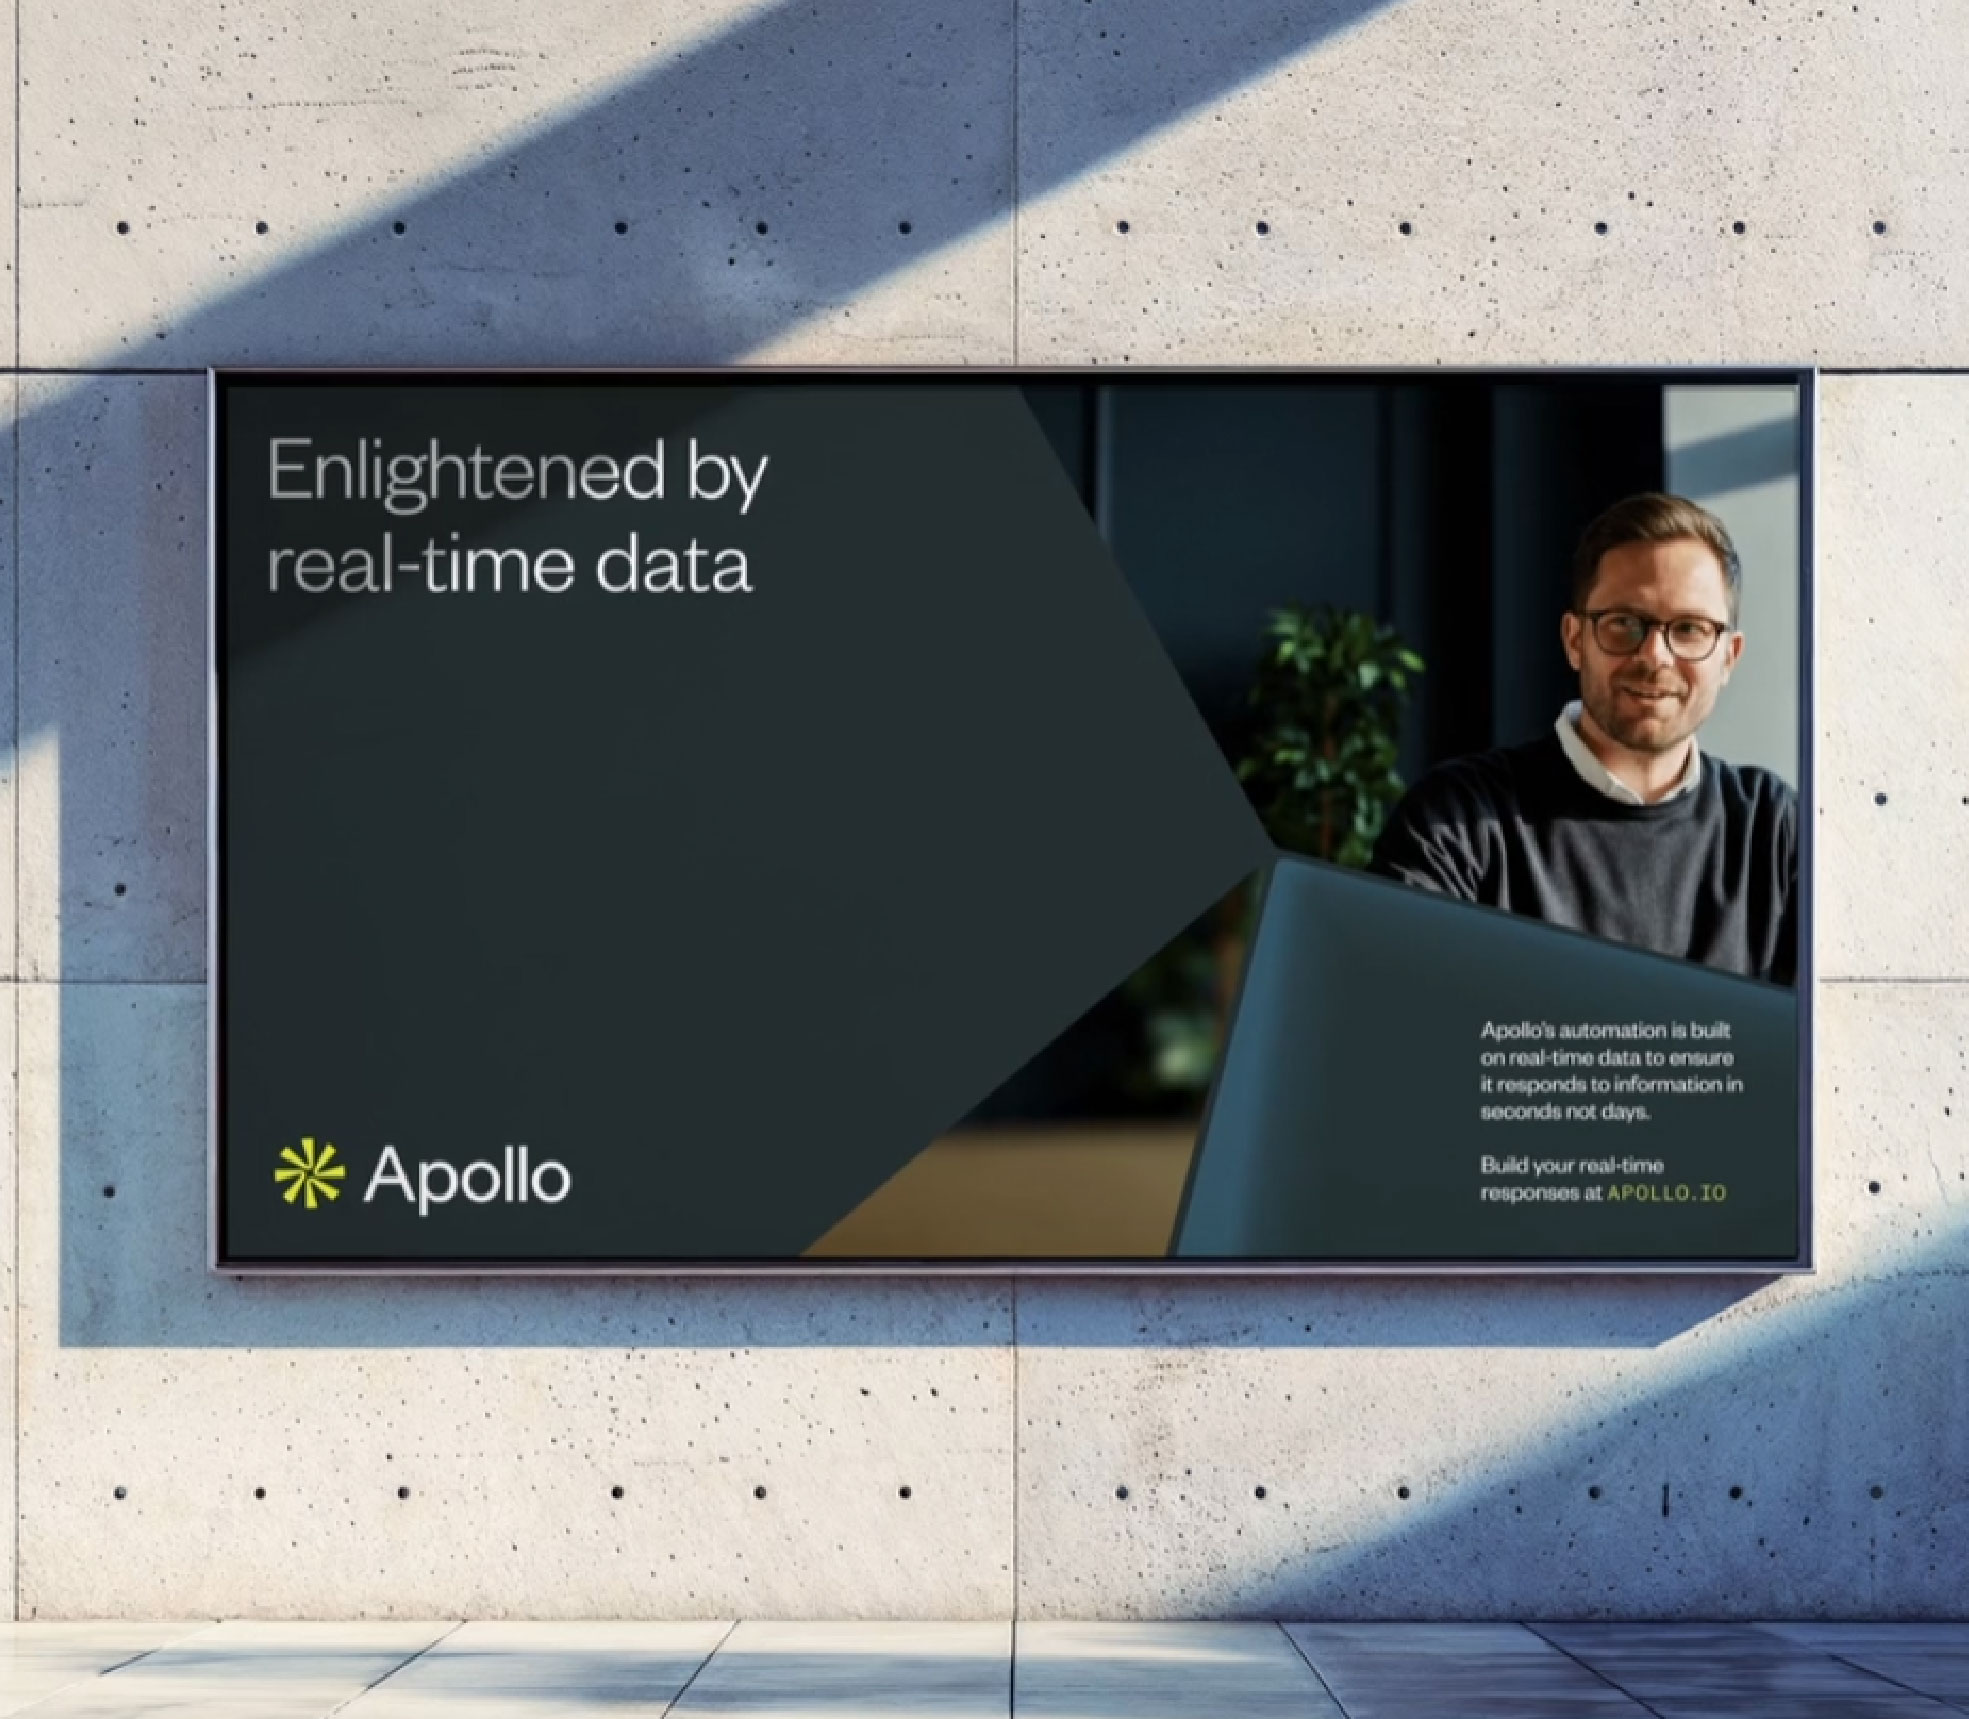 Enlightened by
real-time data
Apollo
Apollo's automation is built
on real-time data to ensure
it responds to information in
seconds not days.
Build your real-time
responses at APOLLO.IO